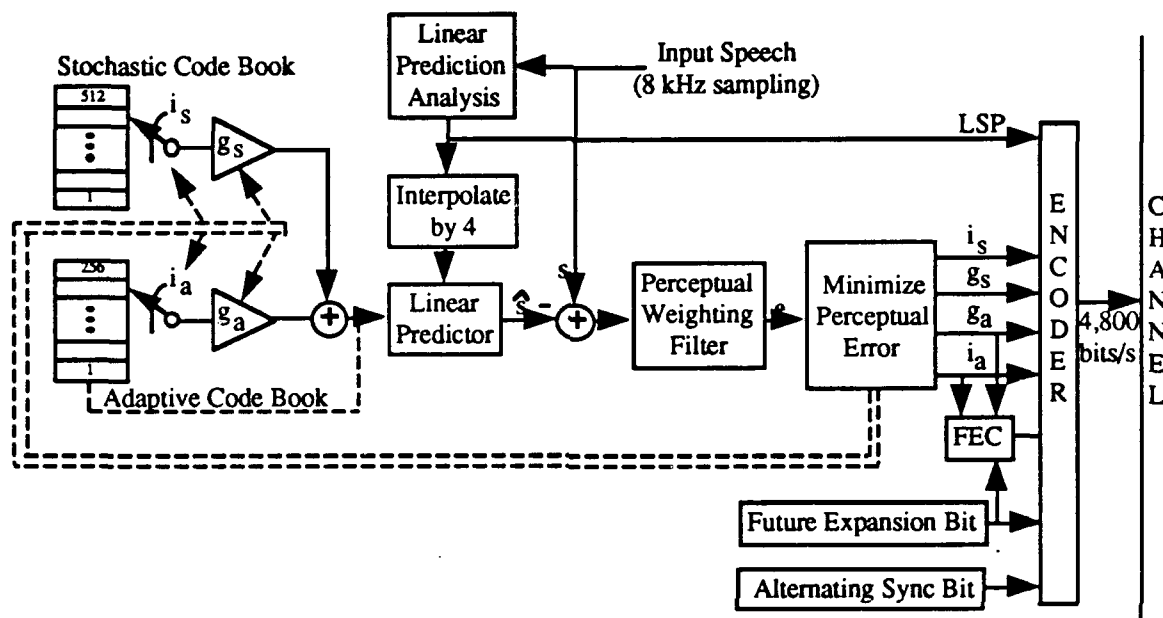 Linear
Prediction
Analysis
Input Speech
(8 kHz sampling)
Stochastic Code Book
512
i_s
g_s
1
LSP
Interpolate
by 4
256
i_a
g_a
1
+
Adaptive Code Book
Linear
Predictor
ŝ
-
s
+
Perceptual
Weighting
Filter
e
Minimize
Perceptual
Error
i_s
g_s
g_a
i_a
FEC
Future Expansion Bit
Alternating Sync Bit
ENCODER
4,800
bits/s
CHANNEL